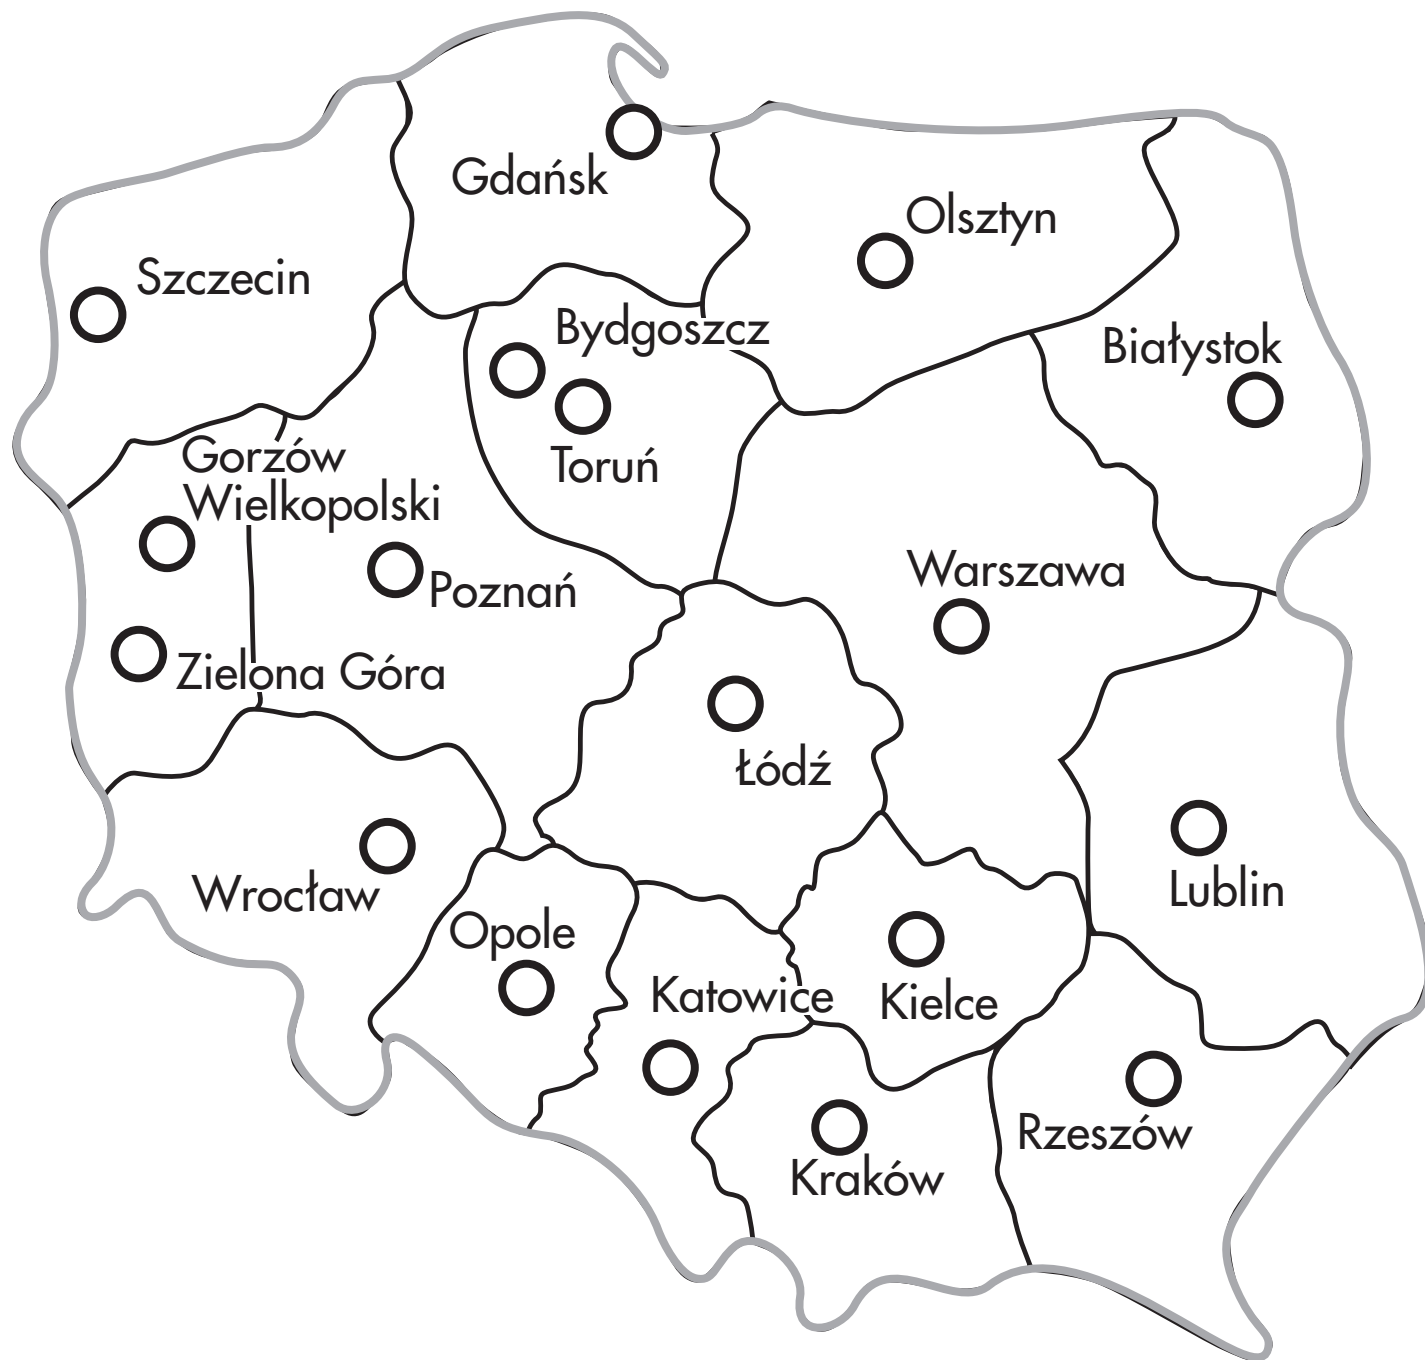 Gdańsk
Olsztyn
Szczecin
Bydgoszcz
Białystok
Gorzów
Wielkopolski
Toruń
Poznań
Warszawa
Zielona Góra
Łódź
Wrocław
Lublin
Opole
Katowice
Kielce
Rzeszów
Kraków